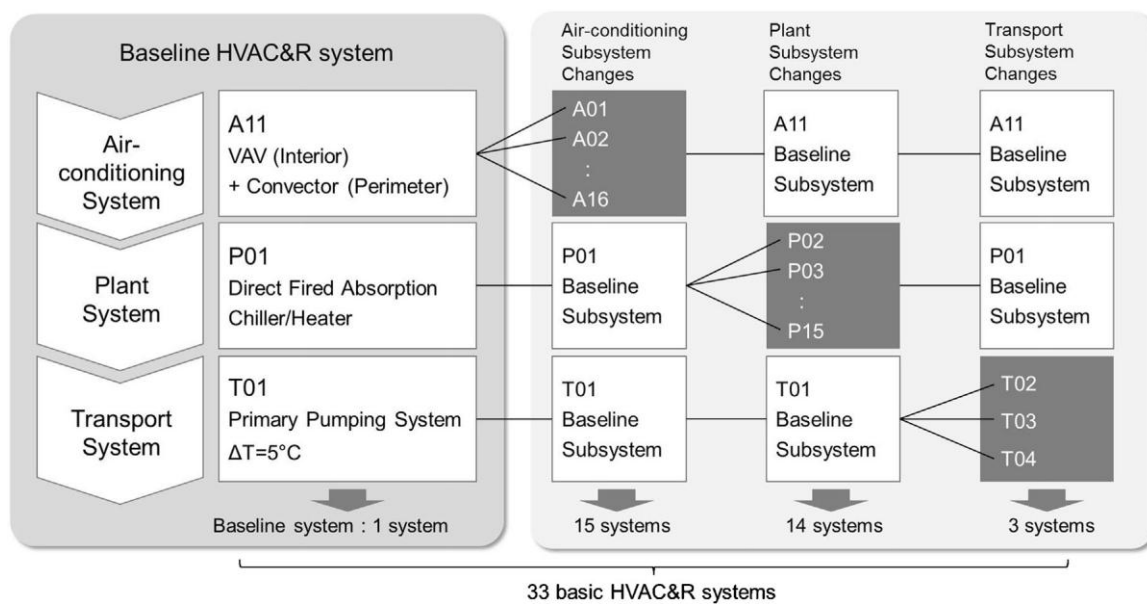 Baseline HVAC&R system
Air-
conditioning
System
A11
VAV (Interior)
+ Convector (Perimeter)
Plant
System
P01
Direct Fired Absorption
Chiller/Heater
Transport
System
T01
Primary Pumping System
ΔT=5°C
Baseline system : 1 system
Air-conditioning
Subsystem
Changes
A01
A02
:
A16
P01
Baseline
Subsystem
T01
Baseline
Subsystem
15 systems
Plant
Subsystem
Changes
A11
Baseline
Subsystem
P02
P03
:
P15
T01
Baseline
Subsystem
14 systems
Transport
Subsystem
Changes
A11
Baseline
Subsystem
P01
Baseline
Subsystem
T02
T03
T04
3 systems
33 basic HVAC&R systems